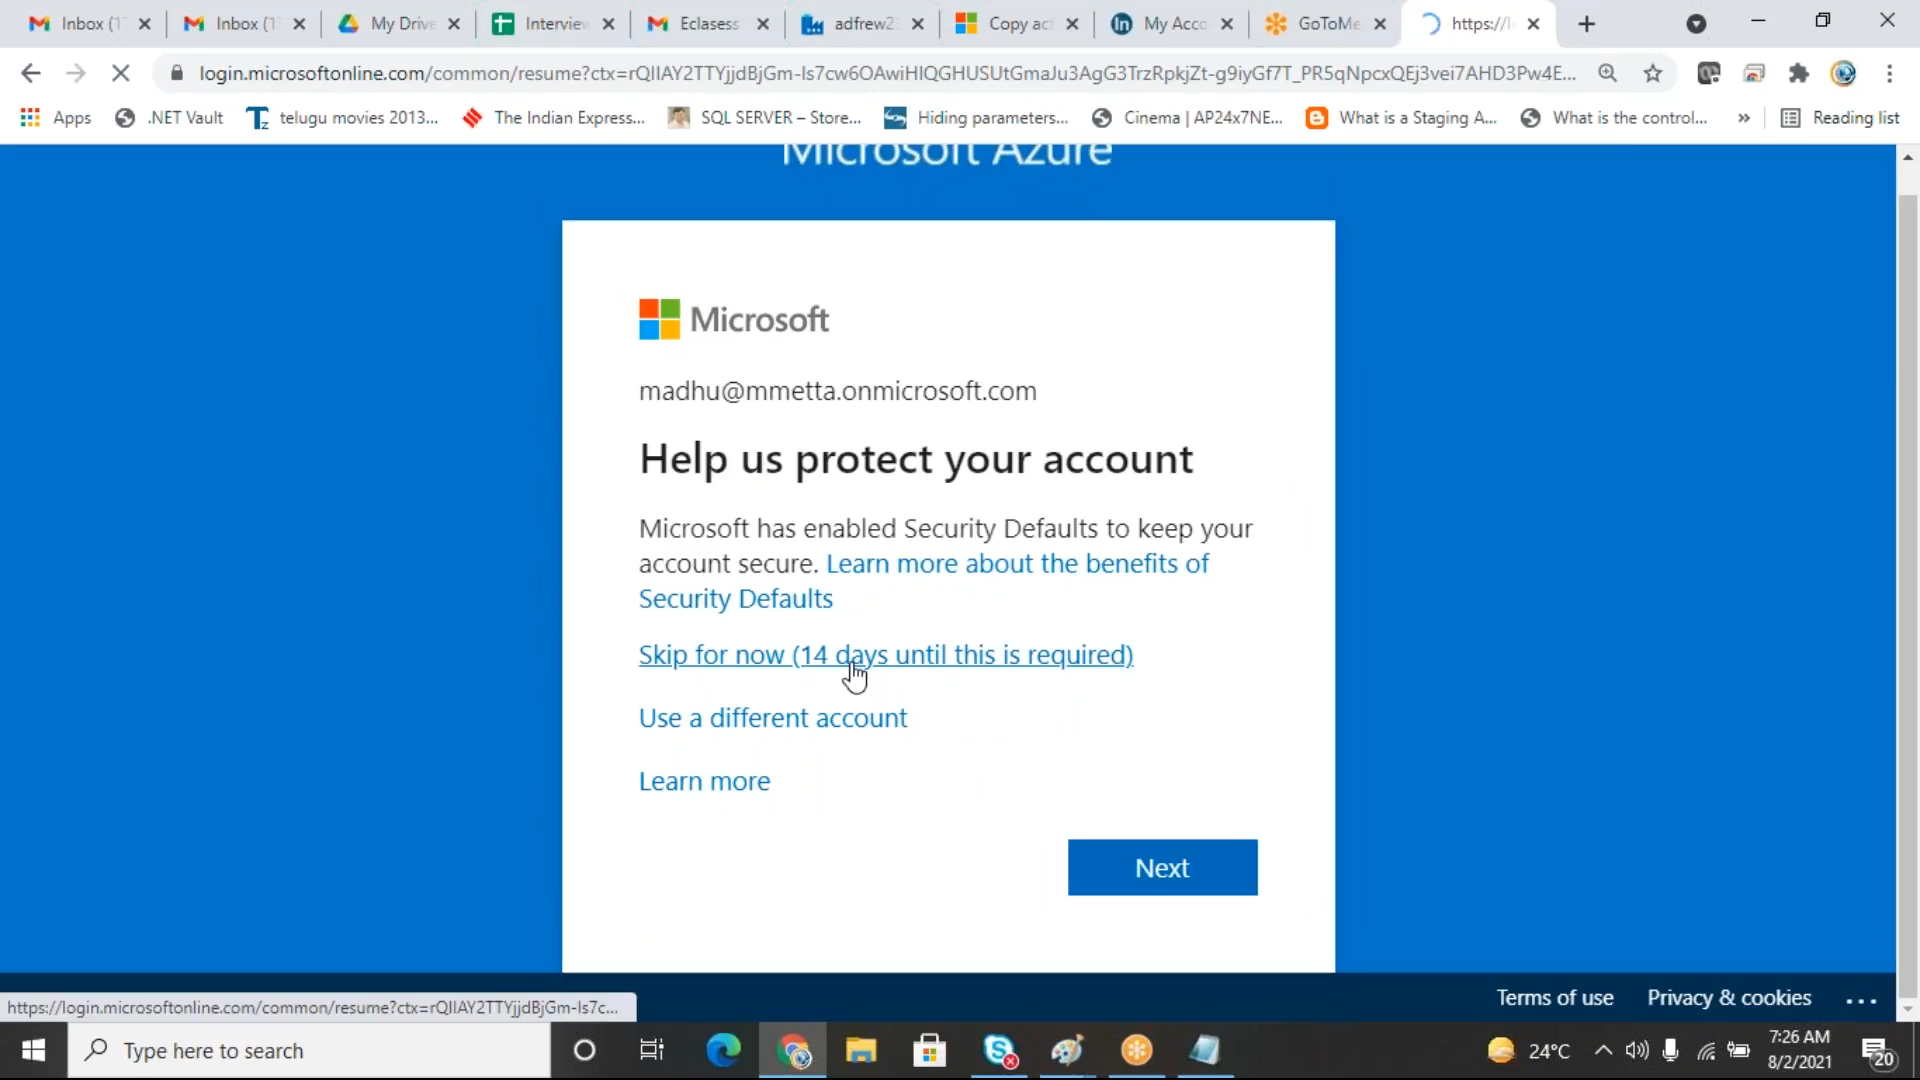 Inbox (1
Inbox (1
My Drive
Interview
Eclasess
adfrew2
Copy act
My Acco
GoToMe
https://l
login.microsoftonline.com/common/resume?ctx=rQIIAY2TTYjjdBjGm-Is7cw6OAwiHIQGHUSUtGmaJu3AgG3TrzRpkjZt-g9iyGf7T_PR5qNpcxQEj3vei7AHD3Pw4E...
Apps
.NET Vault
telugu movies 2013...
The Indian Express...
SQL SERVER – Store...
Hiding parameters...
Cinema | AP24x7NE...
What is a Staging A...
What is the control...
»
Reading list
Microsoft Azure
Microsoft
madhu@mmetta.onmicrosoft.com
Help us protect your account
Microsoft has enabled Security Defaults to keep your
account secure. Learn more about the benefits of
Security Defaults
Skip for now (14 days until this is required)
Use a different account
Learn more
Next
Terms of use
Privacy & cookies
...
https://login.microsoftonline.com/common/resume?ctx=rQIIAY2TTYjjdBjGm-Is7c...
Type here to search
24°C
7:26 AM
8/2/2021
20